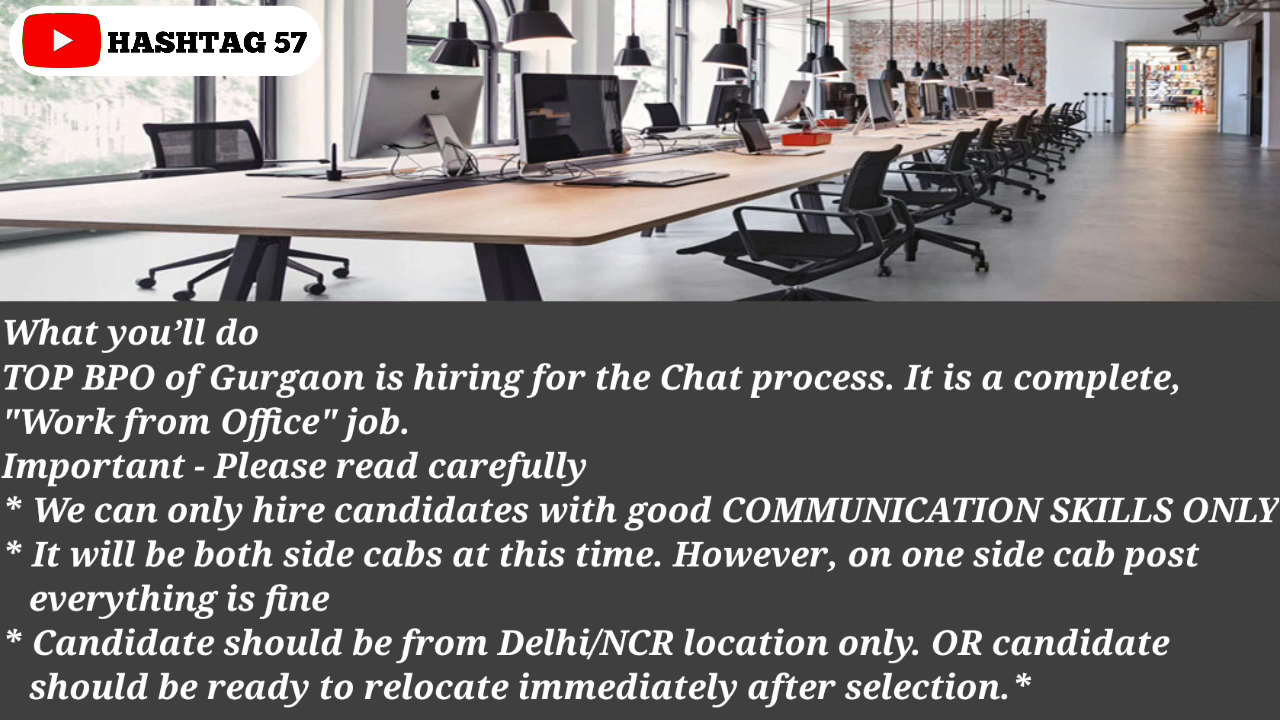 HASHTAG 57
What you’ll do
TOP BPO of Gurgaon is hiring for the Chat process. It is a complete,
"Work from Office" job.
Important - Please read carefully
* We can only hire candidates with good COMMUNICATION SKILLS ONLY
* It will be both side cabs at this time. However, on one side cab post
everything is fine
* Candidate should be from Delhi/NCR location only. OR candidate
should be ready to relocate immediately after selection.*